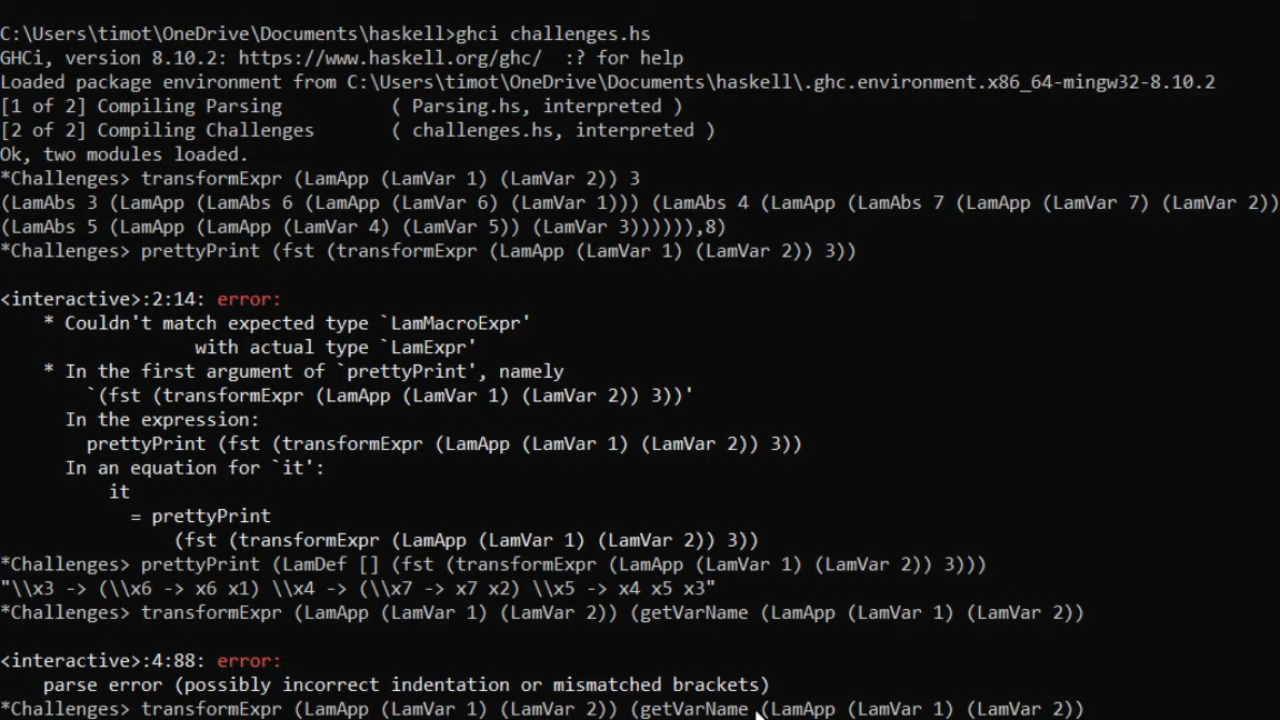 C:\Users\timot\OneDrive\Documents\haskell>ghci challenges.hs
GHCi, version 8.10.2: https://www.haskell.org/ghc/  :? for help
Loaded package environment from C:\Users\timot\OneDrive\Documents\haskell\.ghc.environment.x86_64-mingw32-8.10.2
[1 of 2] Compiling Parsing          ( Parsing.hs, interpreted )
[2 of 2] Compiling Challenges       ( challenges.hs, interpreted )
Ok, two modules loaded.
*Challenges> transformExpr (LamApp (LamVar 1) (LamVar 2)) 3
(LamAbs 3 (LamApp (LamAbs 6 (LamApp (LamVar 6) (LamVar 1))) (LamAbs 4 (LamApp (LamAbs 7 (LamApp (LamVar 7) (LamVar 2))
(LamAbs 5 (LamApp (LamApp (LamVar 4) (LamVar 5)) (LamVar 3)))))),8)
*Challenges> prettyPrint (fst (transformExpr (LamApp (LamVar 1) (LamVar 2)) 3))
<interactive>:2:14: error:
    * Couldn't match expected type `LamMacroExpr'
                  with actual type `LamExpr'
    * In the first argument of `prettyPrint', namely
        `(fst (transformExpr (LamApp (LamVar 1) (LamVar 2)) 3))'
      In the expression:
        prettyPrint (fst (transformExpr (LamApp (LamVar 1) (LamVar 2)) 3))
      In an equation for `it':
          it
            = prettyPrint
                (fst (transformExpr (LamApp (LamVar 1) (LamVar 2)) 3))
*Challenges> prettyPrint (LamDef [] (fst (transformExpr (LamApp (LamVar 1) (LamVar 2)) 3)))
"\\x3 -> (\\x6 -> x6 x1) \\x4 -> (\\x7 -> x7 x2) \\x5 -> x4 x5 x3"
*Challenges> transformExpr (LamApp (LamVar 1) (LamVar 2)) (getVarName (LamApp (LamVar 1) (LamVar 2))
<interactive>:4:88: error:
    parse error (possibly incorrect indentation or mismatched brackets)
*Challenges> transformExpr (LamApp (LamVar 1) (LamVar 2)) (getVarName (LamApp (LamVar 1) (LamVar 2))